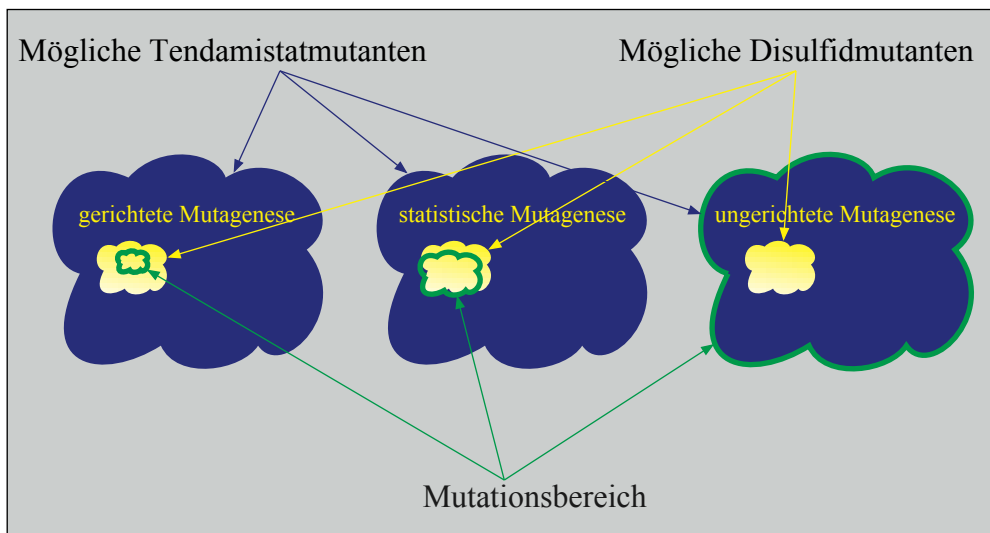 Mögliche Tendamistatmutanten
Mögliche Disulfidmutanten
gerichtete Mutagenese
statistische Mutagenese
ungerichtete Mutagenese
Mutationsbereich